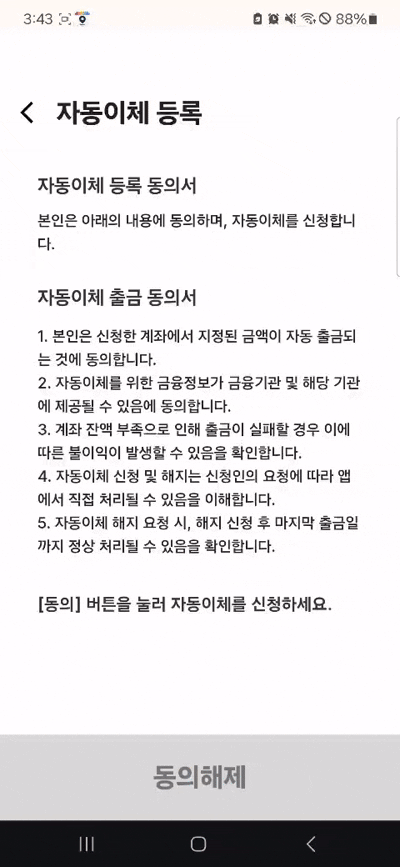 3:43 88%
자동이체 등록
자동이체 등록 동의서
본인은 아래의 내용에 동의하며, 자동이체를 신청합니
다.
자동이체 출금 동의서
1. 본인은 신청한 계좌에서 지정된 금액이 자동 출금되
는 것에 동의합니다.
2. 자동이체를 위한 금융정보가 금융기관 및 해당 기관
에 제공될 수 있음에 동의합니다.
3. 계좌 잔액 부족으로 인해 출금이 실패할 경우 이에
따른 불이익이 발생할 수 있음을 확인합니다.
4. 자동이체 신청 및 해지는 신청인의 요청에 따라 앱
에서 직접 처리될 수 있음을 이해합니다.
5. 자동이체 해지 요청 시, 해지 신청 후 마지막 출금일
까지 정상 처리될 수 있음을 확인합니다.
[동의] 버튼을 눌러 자동이체를 신청하세요.
동의해제